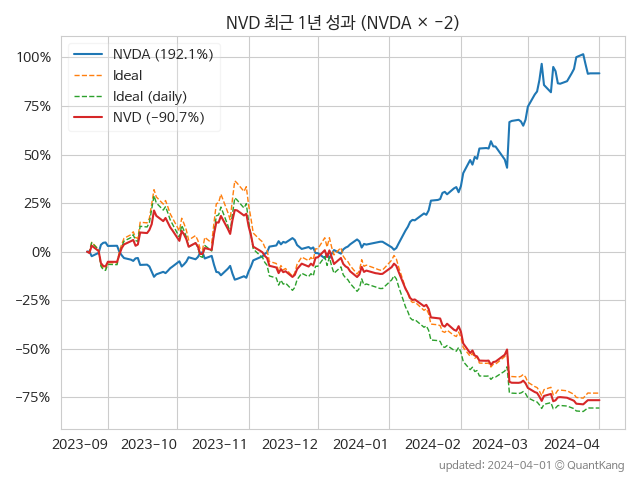 NVD 최근 1년 성과 (NVDA × −2)
NVDA (192.1%)
Ideal
Ideal (daily)
NVD (−90.7%)
100%
75%
50%
25%
0%
−25%
−50%
−75%
2023-09 2023-10 2023-11 2023-12 2024-01 2024-02 2024-03 2024-04
updated: 2024-04-01 © QuantKang